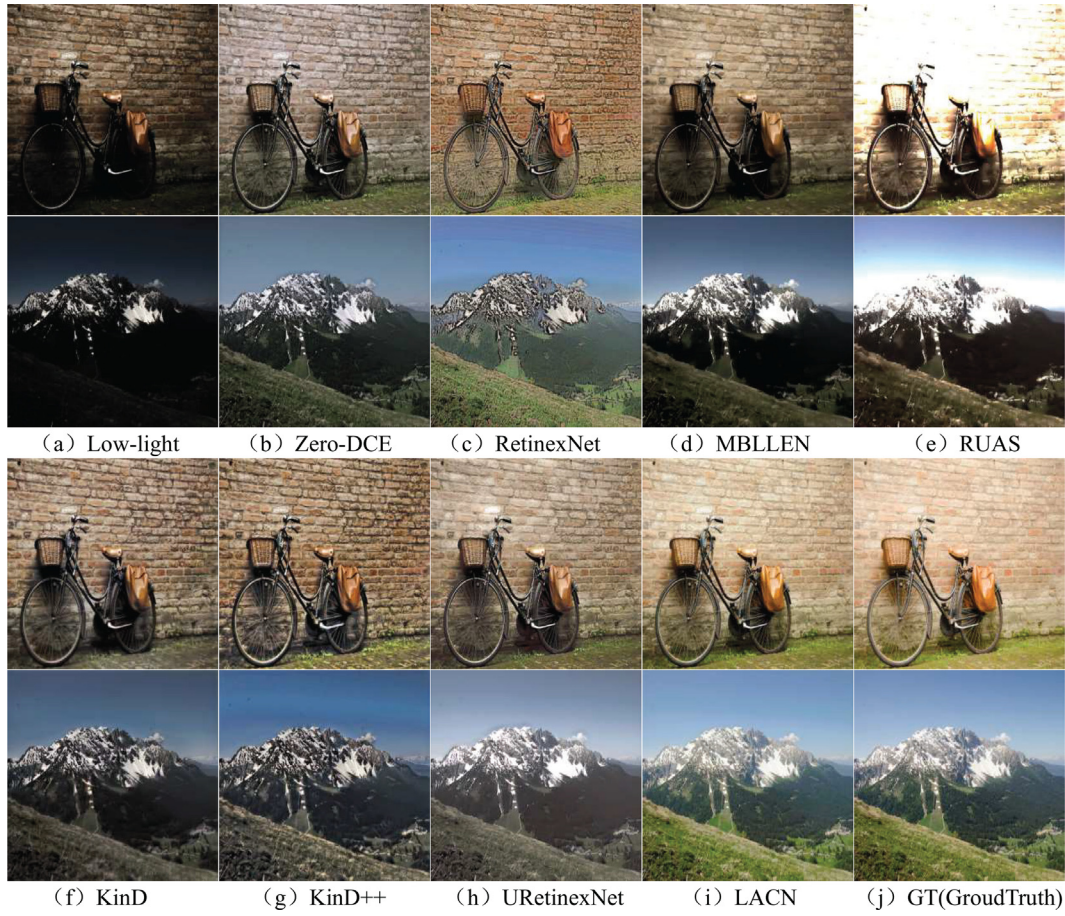 （a）Low-light （b）Zero-DCE （c）RetinexNet （d）MBLLEN （e）RUAS
（f）KinD （g）KinD++ （h）URetinexNet （i）LACN （j）GT(GroudTruth)